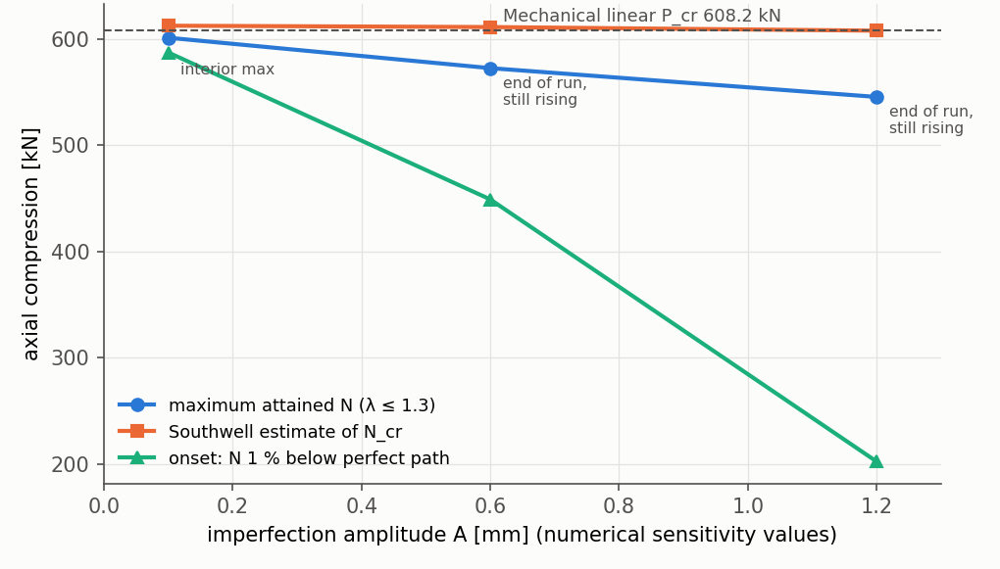 Mechanical linear P_cr 608.2 kN
600
interior max
end of run,
still rising
end of run,
still rising
500
400
300
200
axial compression [kN]
maximum attained N (λ ≤ 1.3)
Southwell estimate of N_cr
onset: N 1 % below perfect path
0.0 0.2 0.4 0.6 0.8 1.0 1.2
imperfection amplitude A [mm] (numerical sensitivity values)